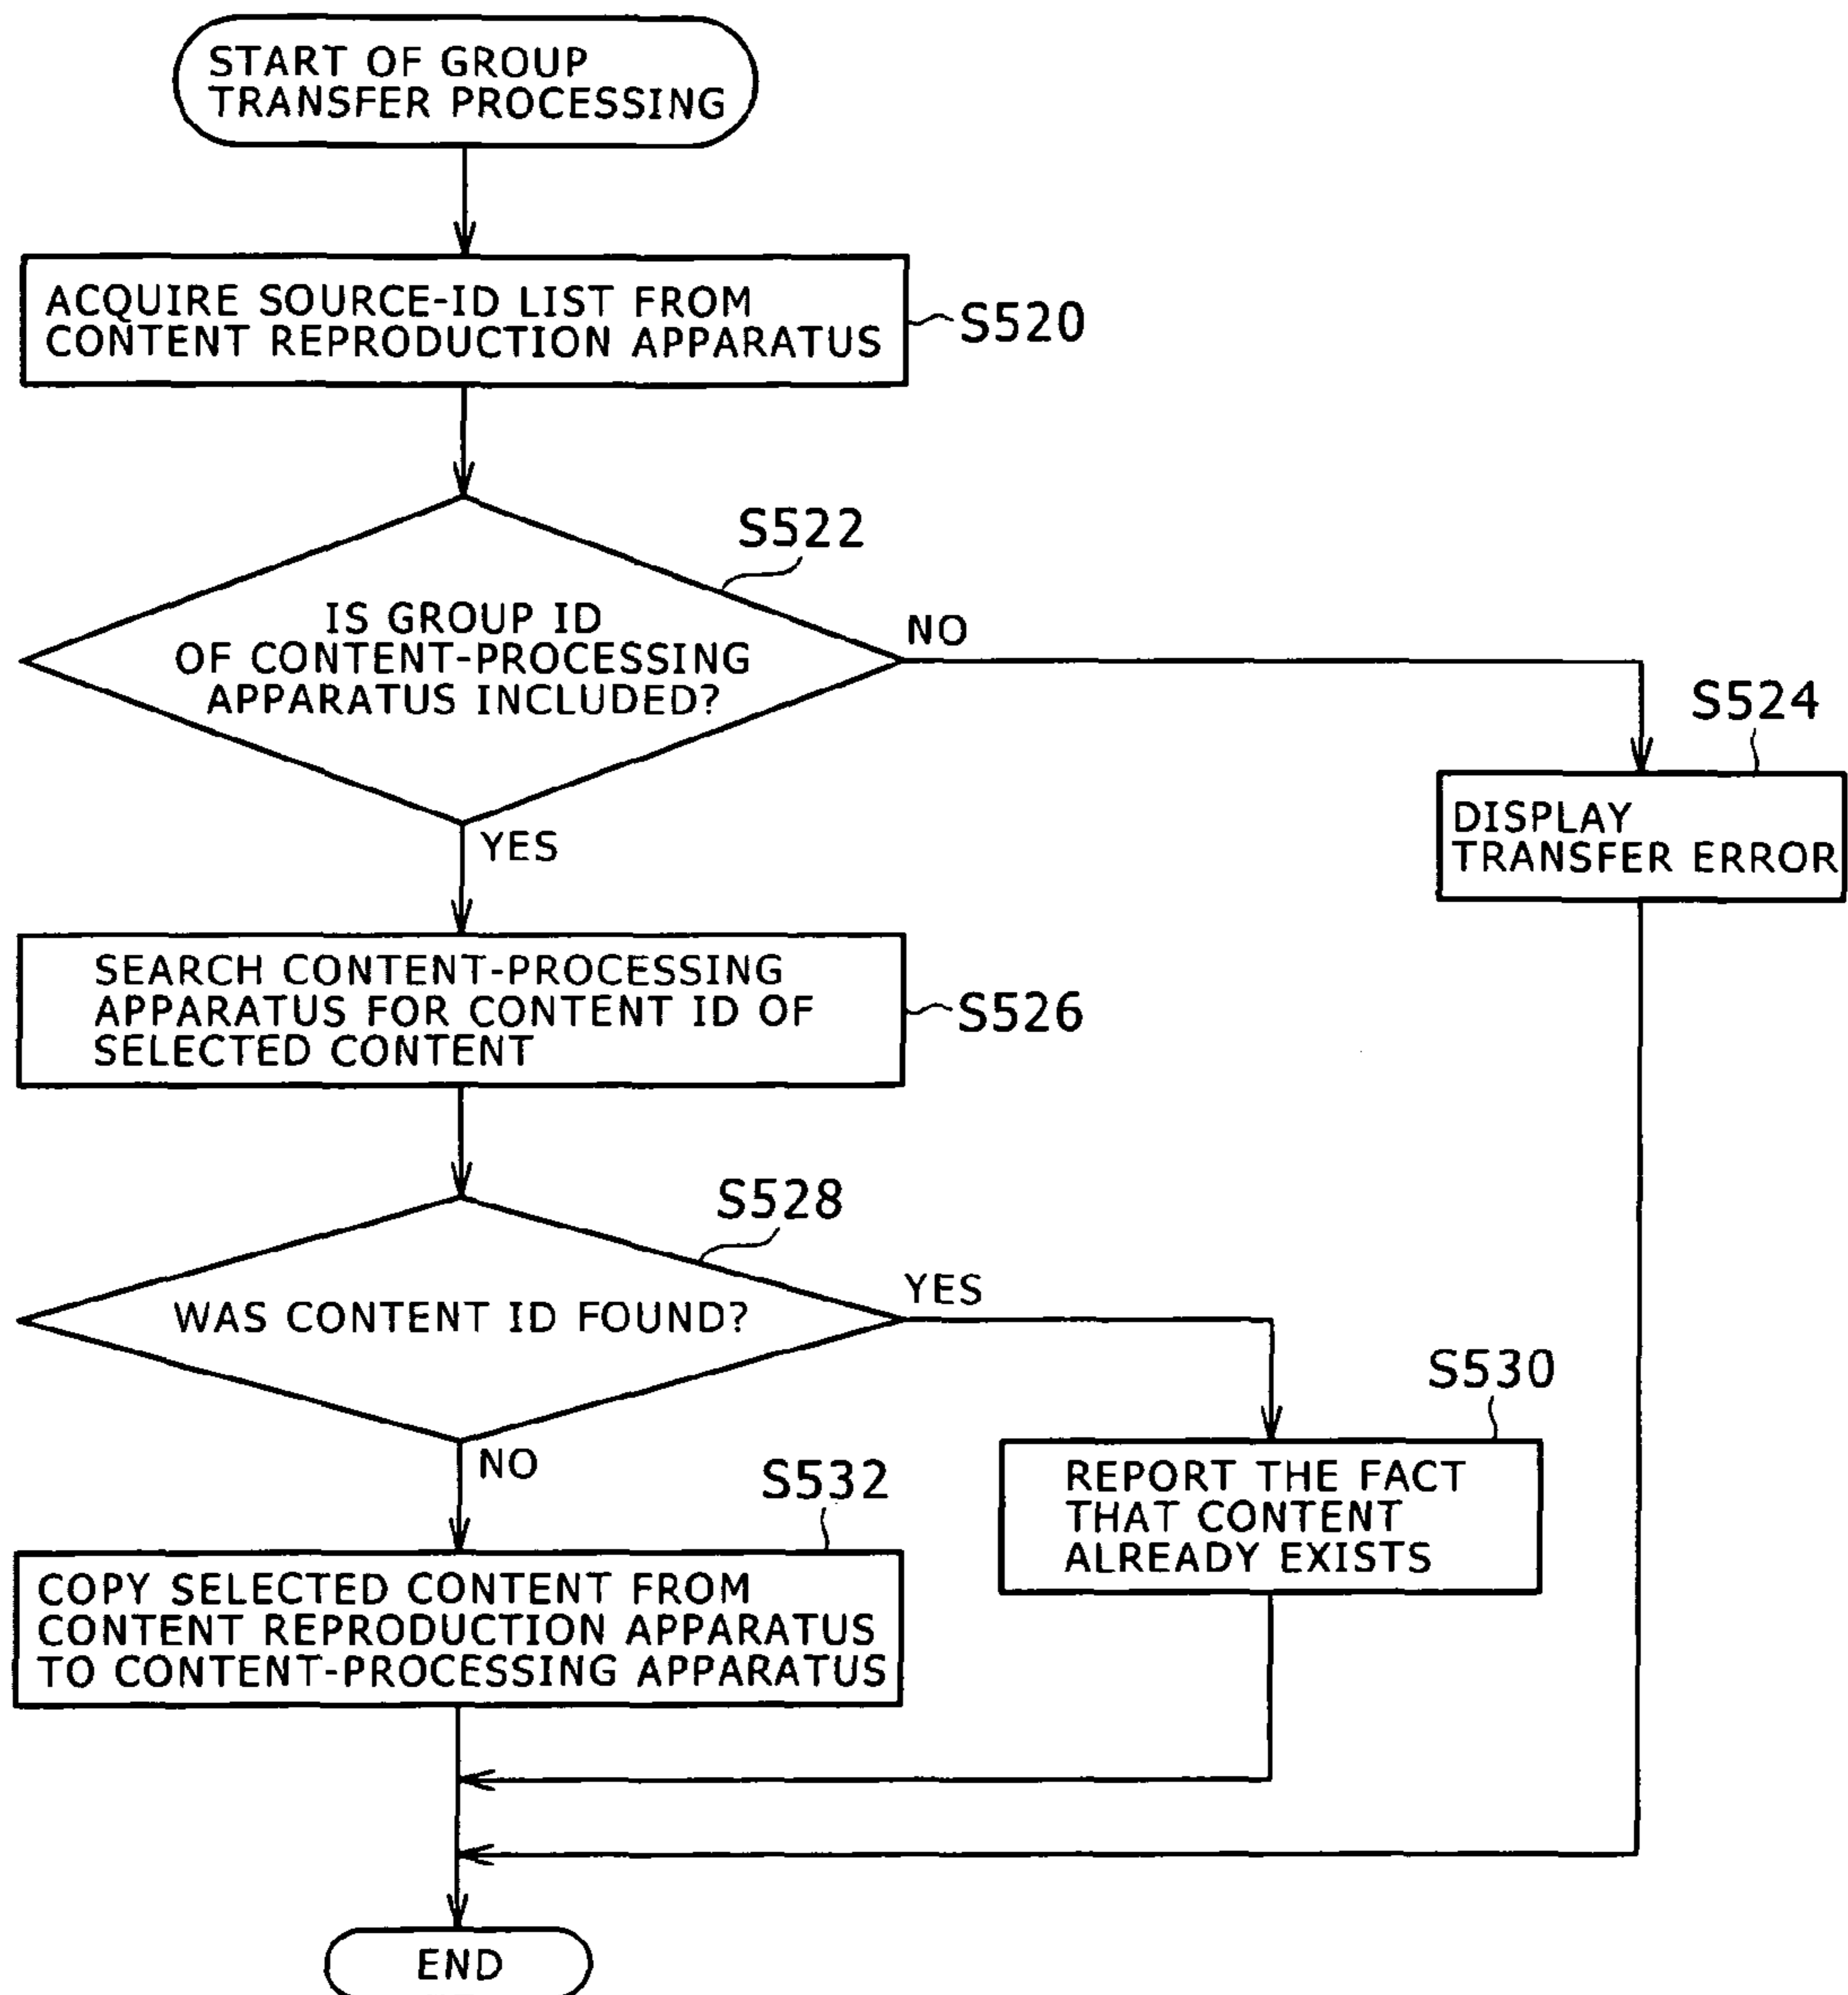 START OF GROUP
TRANSFER PROCESSING
ACQUIRE SOURCE-ID LIST FROM
CONTENT REPRODUCTION APPARATUS
S520
S522
IS GROUP ID
OF CONTENT-PROCESSING
APPARATUS INCLUDED?
NO
YES
S524
DISPLAY
TRANSFER ERROR
SEARCH CONTENT-PROCESSING
APPARATUS FOR CONTENT ID OF
SELECTED CONTENT
S526
S528
WAS CONTENT ID FOUND?
YES
NO
S530
REPORT THE FACT
THAT CONTENT
ALREADY EXISTS
S532
COPY SELECTED CONTENT FROM
CONTENT REPRODUCTION APPARATUS
TO CONTENT-PROCESSING APPARATUS
END